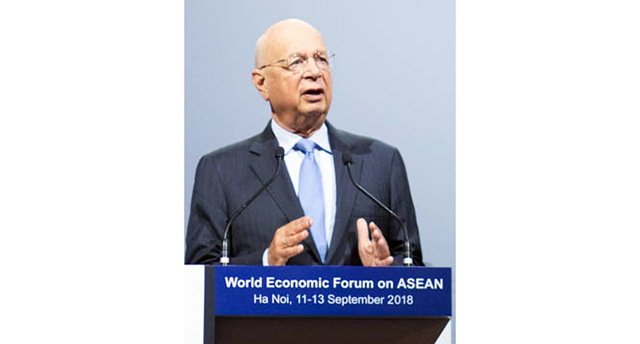 World Economic Forum on ASEAN
Ha Noi, 11-13 September 2018